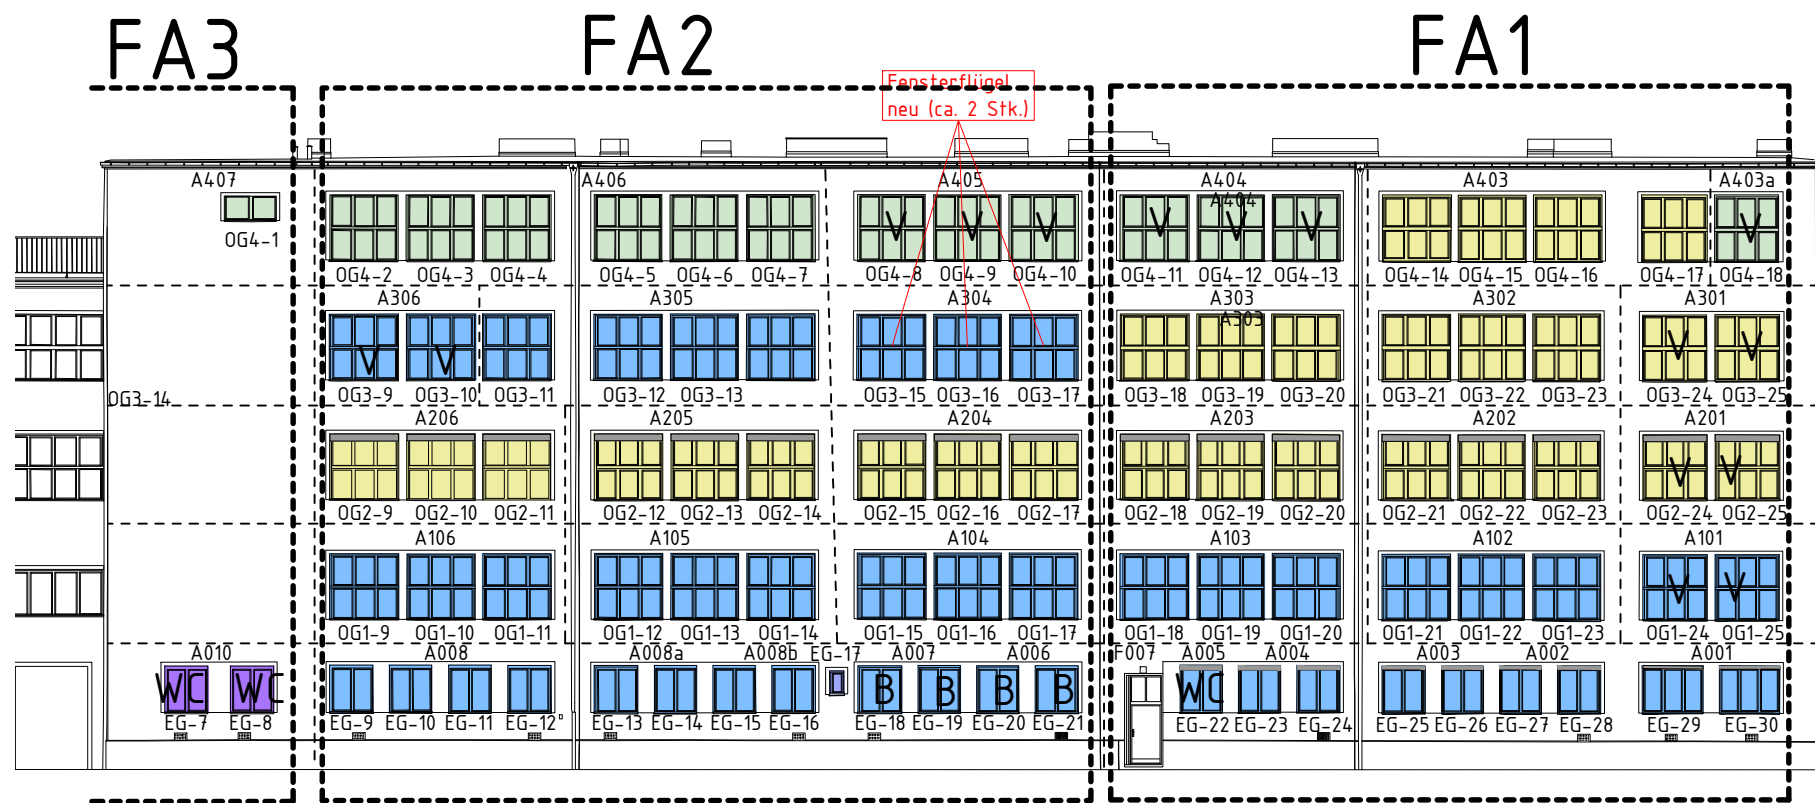 FA3 FA2 FA1
Fensterflügel
neu (ca. 2 Stk.)
A407 A406 A405 A404 A403 A403a
A404
V V V V V V V
OG4-1
OG4-2 OG4-3 OG4-4 OG4-5 OG4-6 OG4-7 OG4-8 OG4-9 OG4-10 OG4-11 OG4-12 OG4-13 OG4-14 OG4-15 OG4-16 OG4-17 OG4-18
A306 A305 A304 A303 A302 A301
A303
V V V V
OG3-14
OG3-9 OG3-10 OG3-11 OG3-12 OG3-13 OG3-15 OG3-16 OG3-17 OG3-18 OG3-19 OG3-20 OG3-21 OG3-22 OG3-23 OG3-24 OG3-25
A206 A205 A204 A203 A202 A201
V V
OG2-9 OG2-10 OG2-11 OG2-12 OG2-13 OG2-14 OG2-15 OG2-16 OG2-17 OG2-18 OG2-19 OG2-20 OG2-21 OG2-22 OG2-23 OG2-24 OG2-25
A106 A105 A104 A103 A102 A101
V V
OG1-9 OG1-10 OG1-11 OG1-12 OG1-13 OG1-14 OG1-15 OG1-16 OG1-17 OG1-18 OG1-19 OG1-20 OG1-21 OG1-22 OG1-23 OG1-24 OG1-25
A010 A008 A008a A008b EG-17 A007 A006 F007 A005 A004 A003 A002 A001
WC WC B B B B WC
EG-7 EG-8 EG-9 EG-10 EG-11 EG-12 EG-13 EG-14 EG-15 EG-16 EG-18 EG-19 EG-20 EG-21 EG-22 EG-23 EG-24 EG-25 EG-26 EG-27 EG-28 EG-29 EG-30